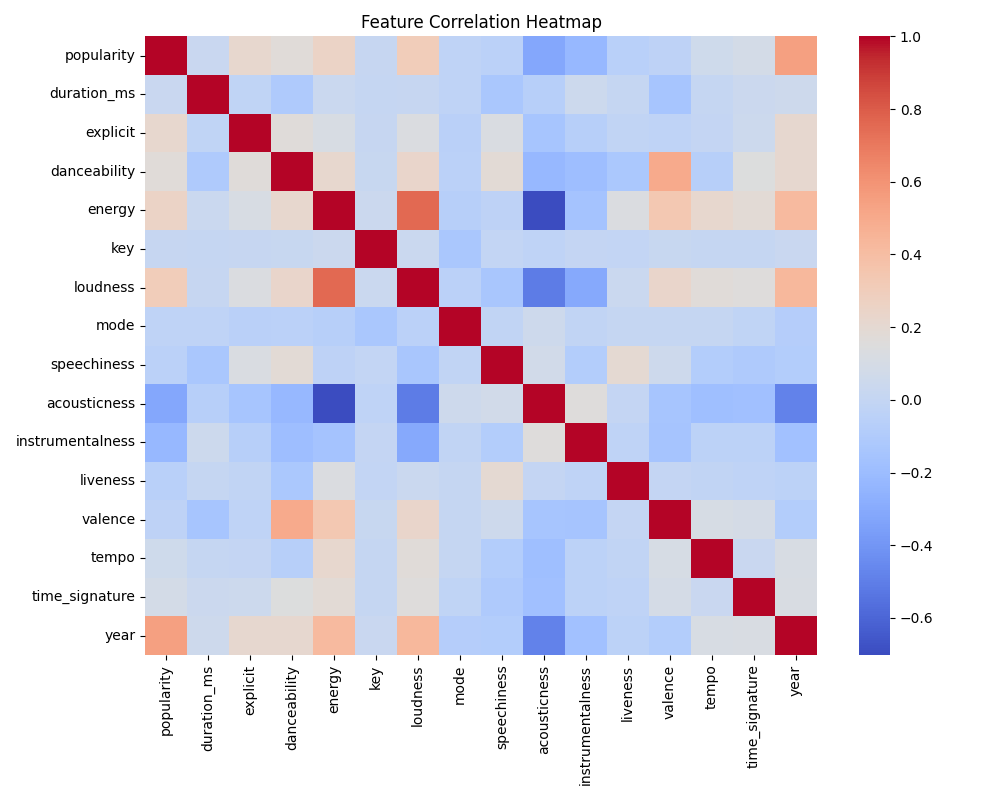 Feature Correlation Heatmap
popularity
duration_ms
explicit
danceability
energy
key
loudness
mode
speechiness
acousticness
instrumentalness
liveness
valence
tempo
time_signature
year
popularity
duration_ms
explicit
danceability
energy
key
loudness
mode
speechiness
acousticness
instrumentalness
liveness
valence
tempo
time_signature
year
1.0
0.8
0.6
0.4
0.2
0.0
−0.2
−0.4
−0.6